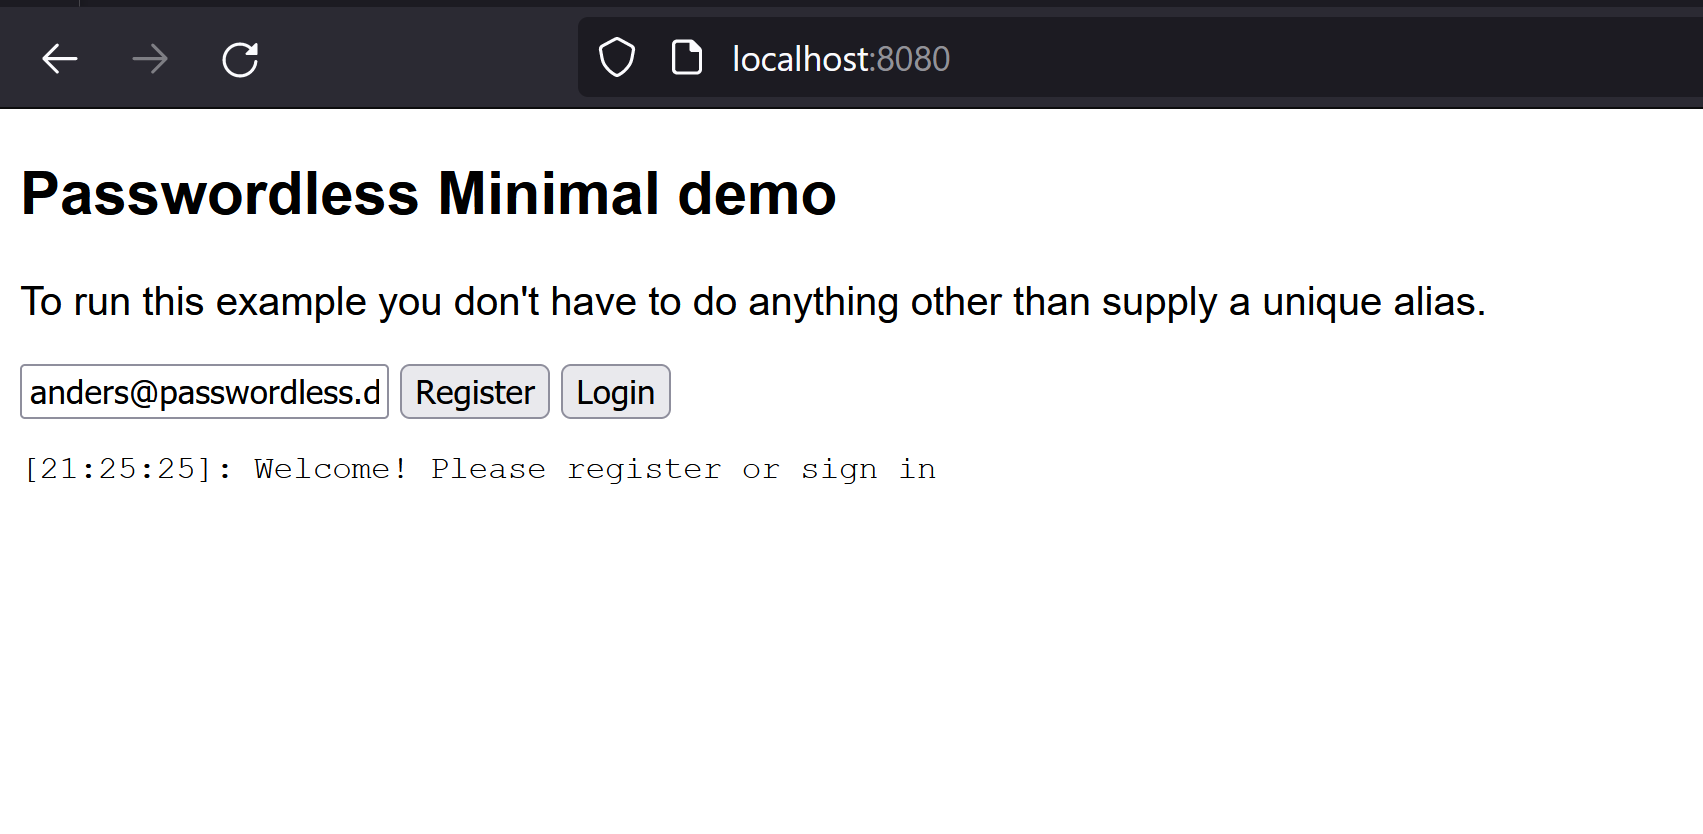 localhost:8080
Passwordless Minimal demo
To run this example you don't have to do anything other than supply a unique alias.
anders@passwordless.d Register Login
[21:25:25]: Welcome! Please register or sign in